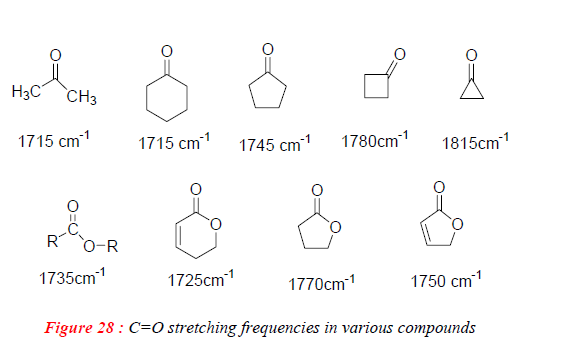 O O O O O
H3C CH3
1715 cm-1 1715 cm-1 1745 cm-1 1780cm-1 1815cm-1
O O O O
C O O O
R O-R
1735cm-1 1725cm-1 1770cm-1 1750 cm-1
Figure 28 : C=O stretching frequencies in various compounds